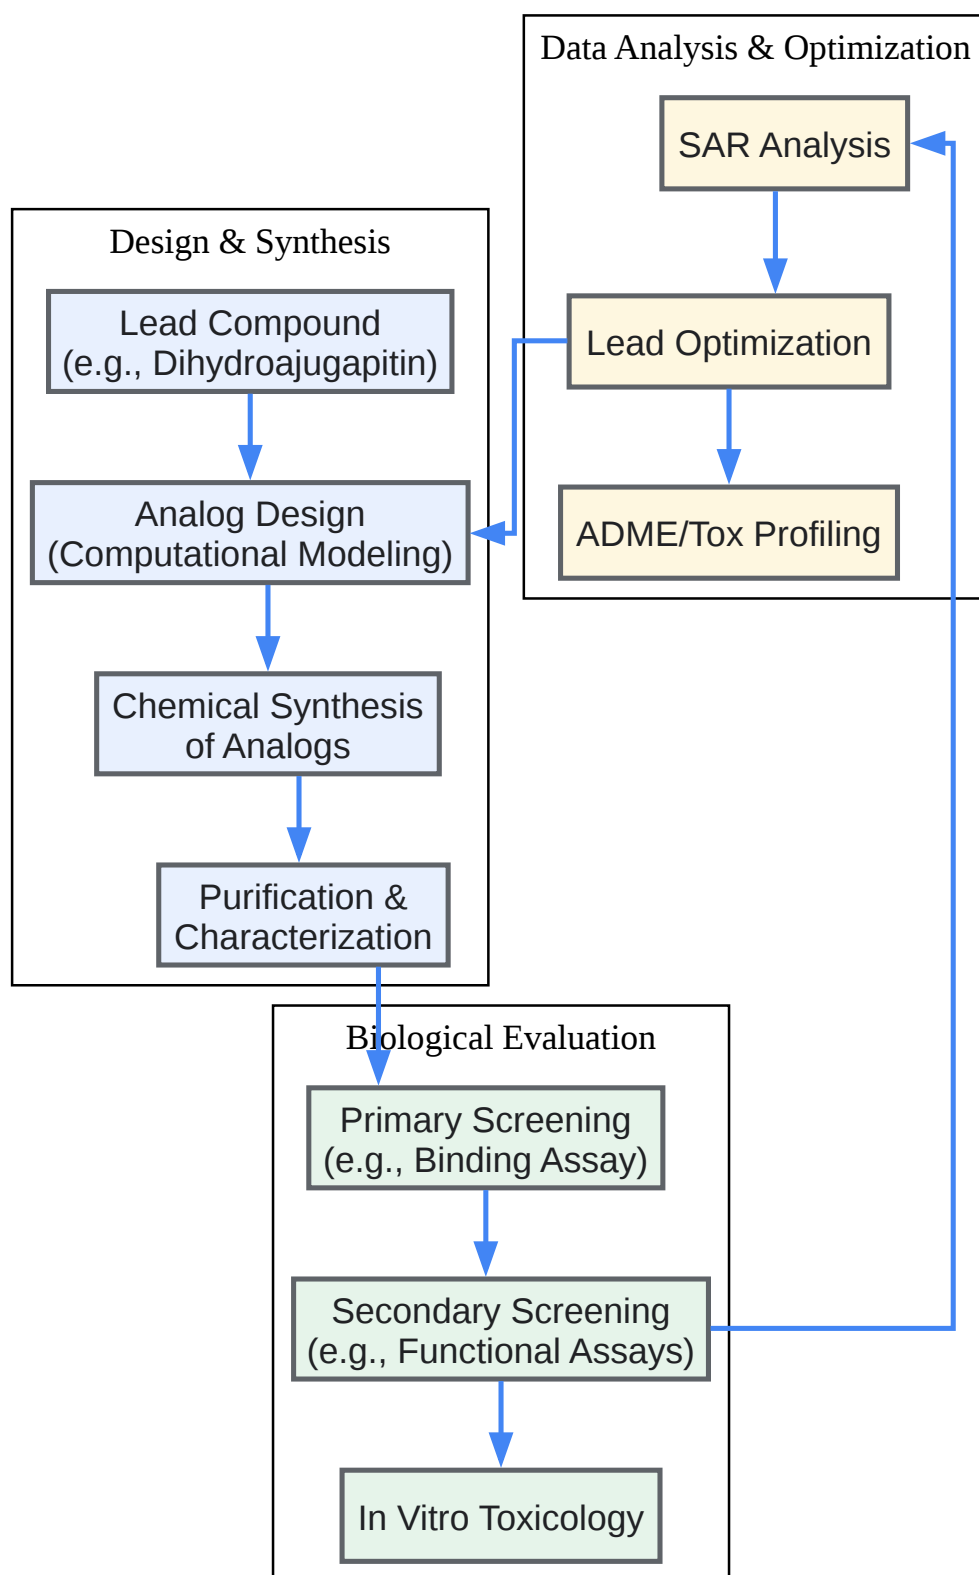 Data Analysis & Optimization
SAR Analysis
Lead Optimization
ADME/Tox Profiling
Design & Synthesis
Lead Compound
(e.g., Dihydroajugapitin)
Analog Design
(Computational Modeling)
Chemical Synthesis
of Analogs
Purification &
Characterization
Biological Evaluation
Primary Screening
(e.g., Binding Assay)
Secondary Screening
(e.g., Functional Assays)
In Vitro Toxicology